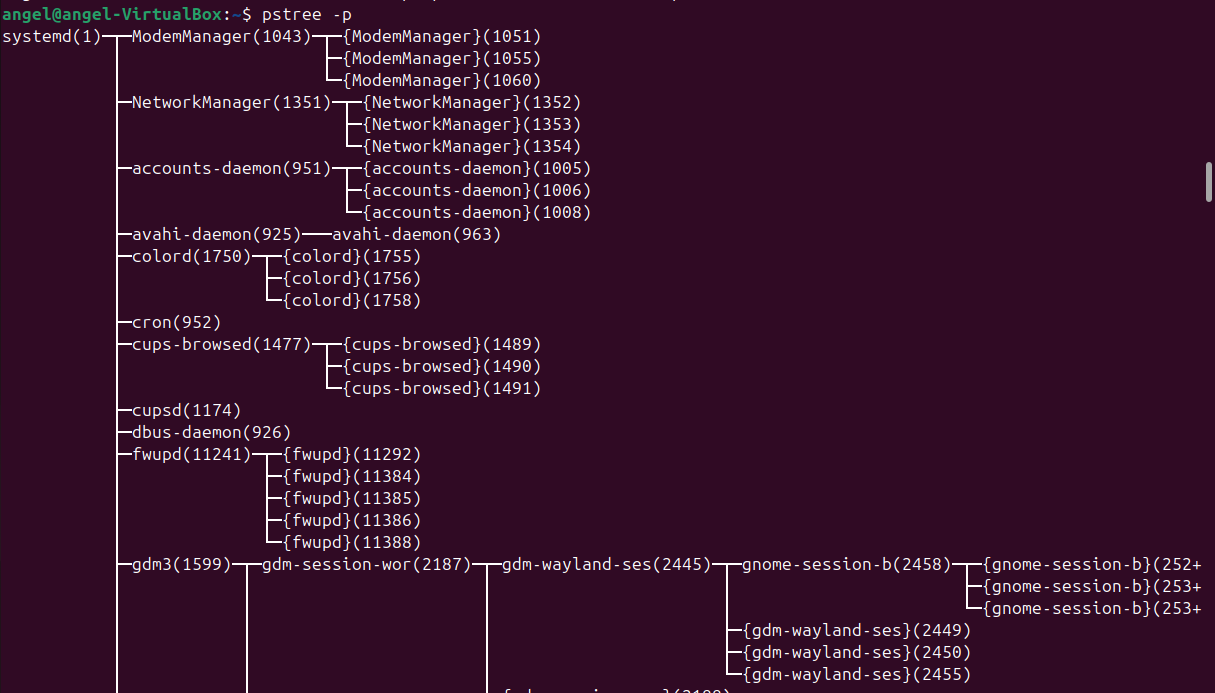 angel@angel-VirtualBox:~$ pstree -p
systemd(1)─┬─ModemManager(1043)─┬─{ModemManager}(1051)
           │                    ├─{ModemManager}(1055)
           │                    └─{ModemManager}(1060)
           ├─NetworkManager(1351)─┬─{NetworkManager}(1352)
           │                      ├─{NetworkManager}(1353)
           │                      └─{NetworkManager}(1354)
           ├─accounts-daemon(951)─┬─{accounts-daemon}(1005)
           │                      ├─{accounts-daemon}(1006)
           │                      └─{accounts-daemon}(1008)
           ├─avahi-daemon(925)───avahi-daemon(963)
           ├─colord(1750)─┬─{colord}(1755)
           │              ├─{colord}(1756)
           │              └─{colord}(1758)
           ├─cron(952)
           ├─cups-browsed(1477)─┬─{cups-browsed}(1489)
           │                    ├─{cups-browsed}(1490)
           │                    └─{cups-browsed}(1491)
           ├─cupsd(1174)
           ├─dbus-daemon(926)
           ├─fwupd(11241)─┬─{fwupd}(11292)
           │              ├─{fwupd}(11384)
           │              ├─{fwupd}(11385)
           │              ├─{fwupd}(11386)
           │              └─{fwupd}(11388)
           ├─gdm3(1599)─┬─gdm-session-wor(2187)─┬─gdm-wayland-ses(2445)─┬─gnome-session-b(2458)─┬─{gnome-session-b}(252+
           │            │                       │                       │                       ├─{gnome-session-b}(253+
           │            │                       │                       │                       └─{gnome-session-b}(253+
           │            │                       │                       ├─{gdm-wayland-ses}(2449)
           │            │                       │                       ├─{gdm-wayland-ses}(2450)
           │            │                       │                       └─{gdm-wayland-ses}(2455)